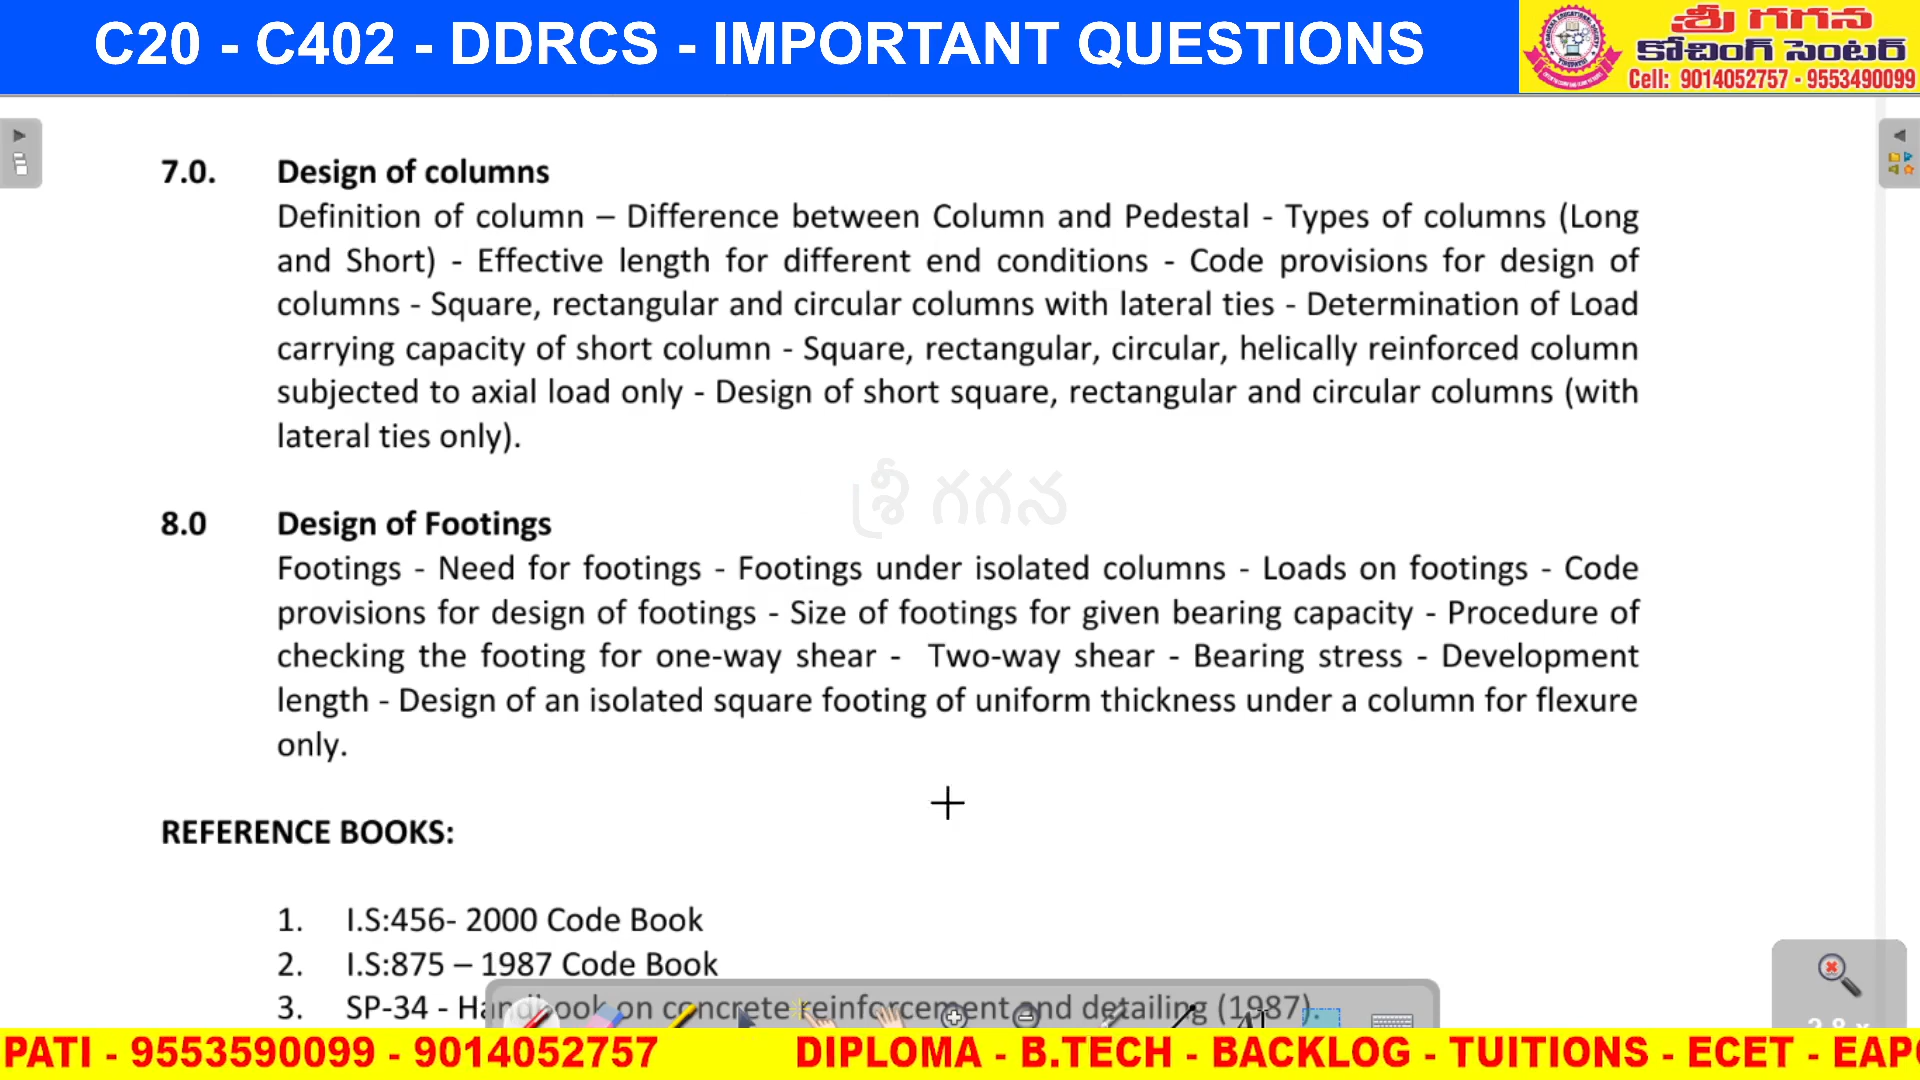 C20 - C402 - DDRCS - IMPORTANT QUESTIONS
శ్రీ గగన
కోచింగ్ సెంటర్
Cell: 9014052757 - 9553490099
7.0. Design of columns
Definition of column – Difference between Column and Pedestal - Types of columns (Long
and Short) - Effective length for different end conditions - Code provisions for design of
columns - Square, rectangular and circular columns with lateral ties - Determination of Load
carrying capacity of short column - Square, rectangular, circular, helically reinforced column
subjected to axial load only - Design of short square, rectangular and circular columns (with
lateral ties only).
శ్రీ గగన
8.0 Design of Footings
Footings - Need for footings - Footings under isolated columns - Loads on footings - Code
provisions for design of footings - Size of footings for given bearing capacity - Procedure of
checking the footing for one-way shear - Two-way shear - Bearing stress - Development
length - Design of an isolated square footing of uniform thickness under a column for flexure
only.
REFERENCE BOOKS:
1. I.S:456- 2000 Code Book
2. I.S:875 – 1987 Code Book
3. SP-34 - Handbook on concrete reinforcement and detailing (1987)
PATI - 9553590099 - 9014052757 DIPLOMA - B.TECH - BACKLOG - TUITIONS - ECET - EAPC